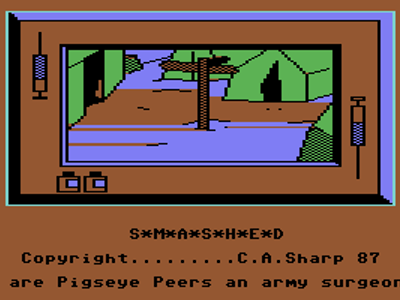 S*M*A*S*H*E*D
Copyright.........C.A.Sharp 87
are Pigseye Peers an army surgeon